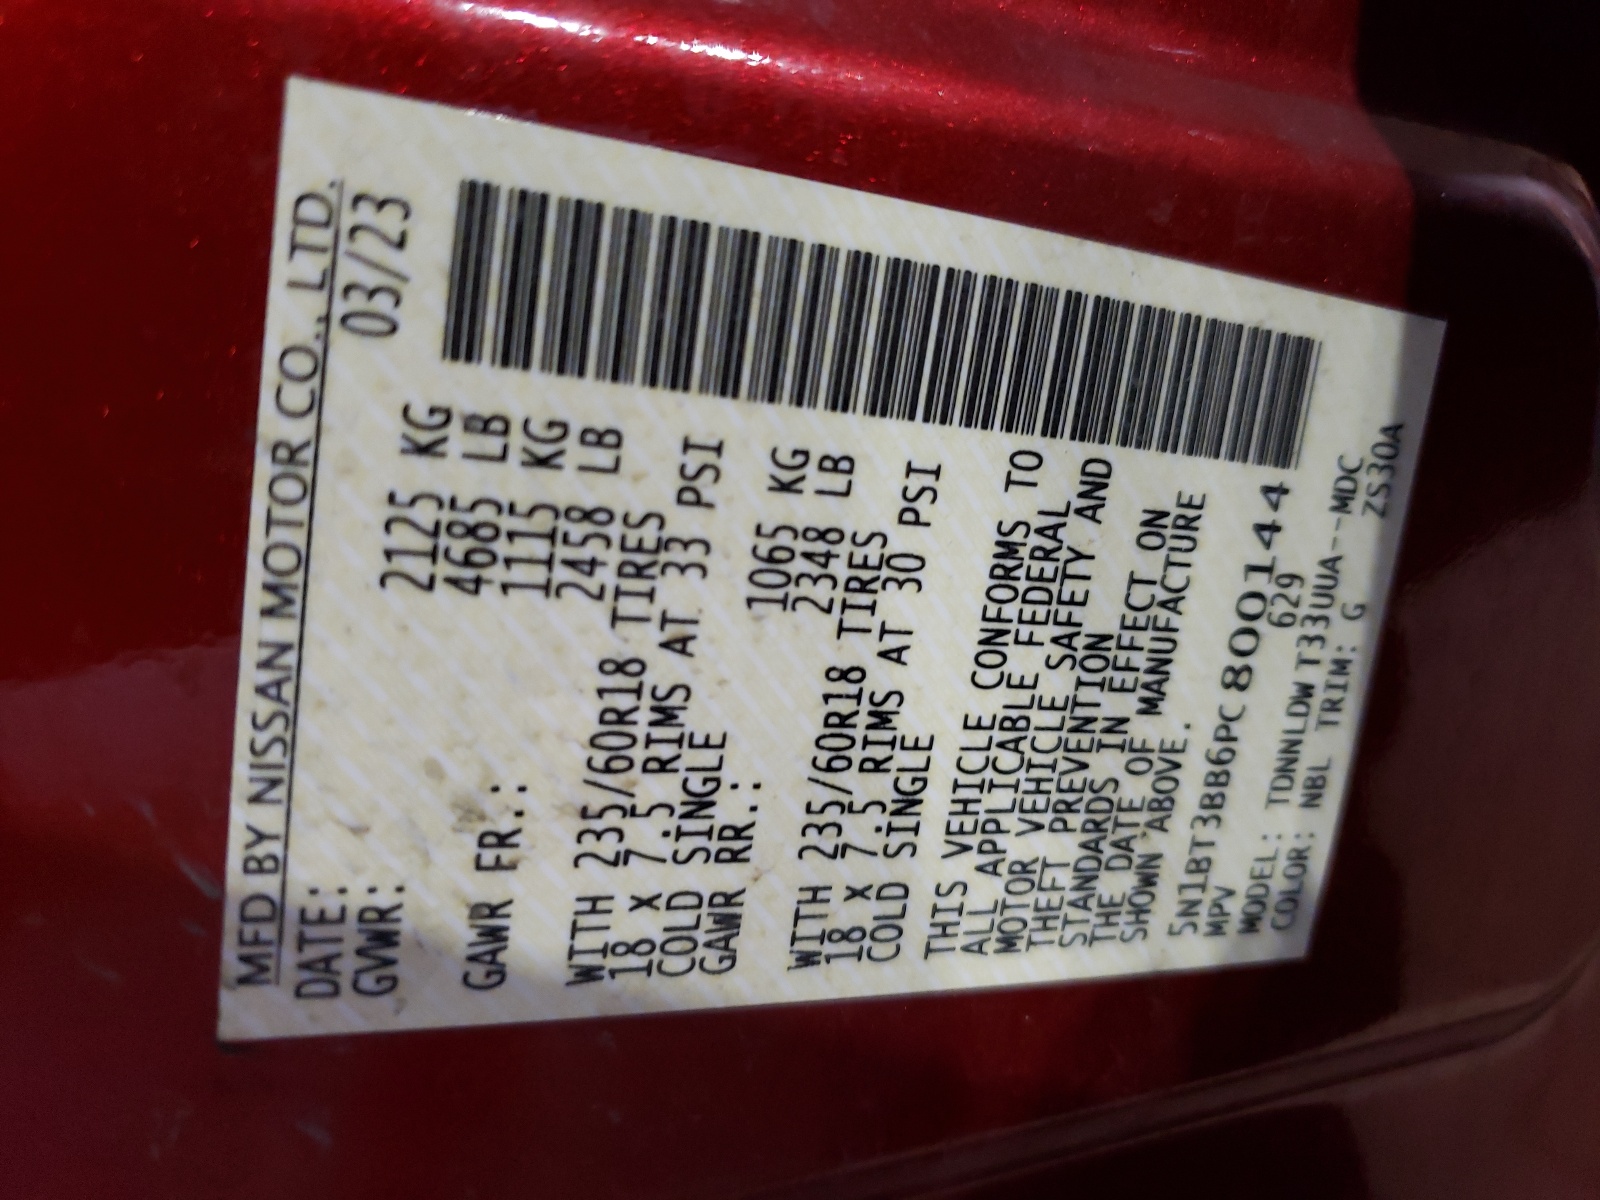 MFD BY NISSAN MOTOR CO., LTD.
DATE: 03/23
GVWR: 2125 KG
4685 LB
GAWR FR.: 1115 KG
2458 LB
WITH 235/60R18 TIRES
18 X 7.5 RIMS AT 33 PSI
COLD SINGLE
GAWR RR.: 1065 KG
2348 LB
WITH 235/60R18 TIRES
18 X 7.5 RIMS AT 30 PSI
COLD SINGLE
THIS VEHICLE CONFORMS TO
ALL APPLICABLE FEDERAL
MOTOR VEHICLE SAFETY AND
THEFT PREVENTION
STANDARDS IN EFFECT ON
THE DATE OF MANUFACTURE
SHOWN ABOVE.
5N1BT3BB6PC800144
MPV 629
MODEL: TDNNLDW T33UUA--MDC
COLOR: NBL TRIM: G ZS30A